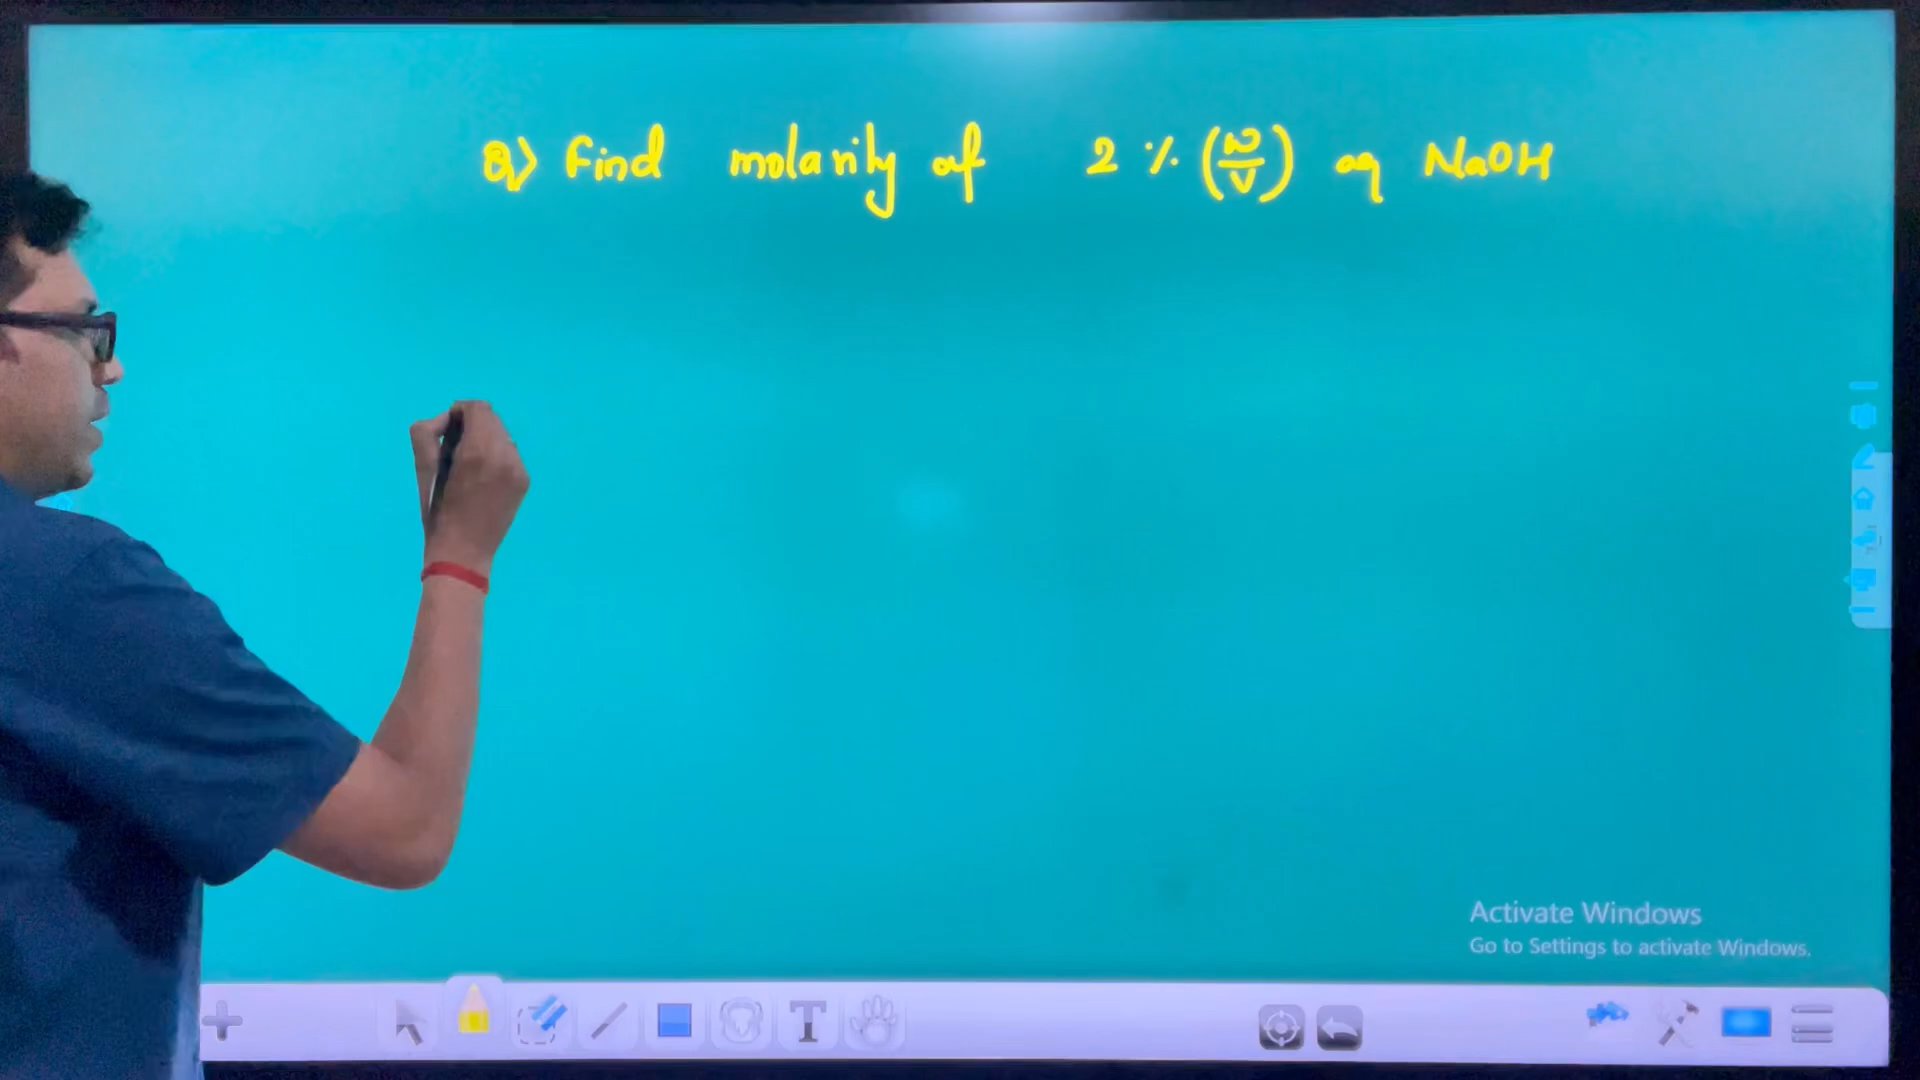 Q) Find molarity of 2 % (w/v) aq NaOH
Activate Windows
Go to Settings to activate Windows.
T